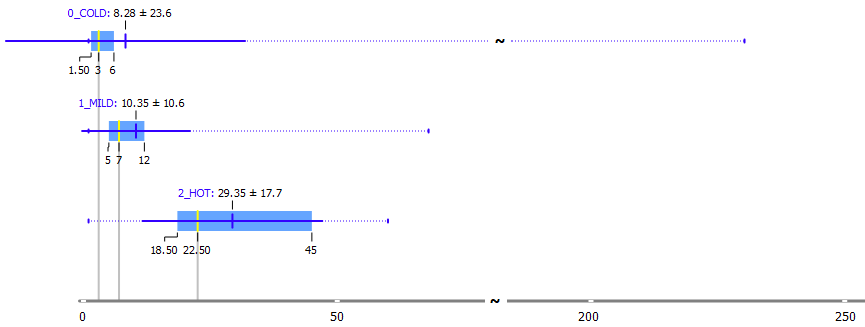 0_COLD: 8.28 ± 23.6
~
1.50 3 6
1_MILD: 10.35 ± 10.6
5 7 12
2_HOT: 29.35 ± 17.7
18.50 22.50 45
~
0 50 200 250